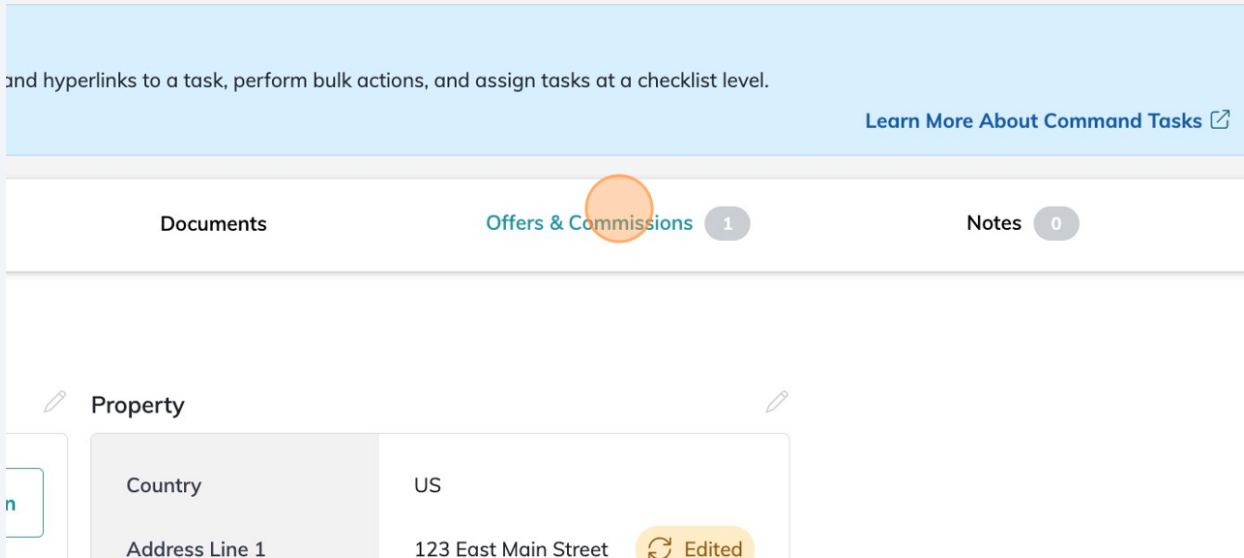 and hyperlinks to a task, perform bulk actions, and assign tasks at a checklist level.
Learn More About Command Tasks
Documents Offers & Commissions 1 Notes 0
Property
Country US
n
Address Line 1 123 East Main Street Edited